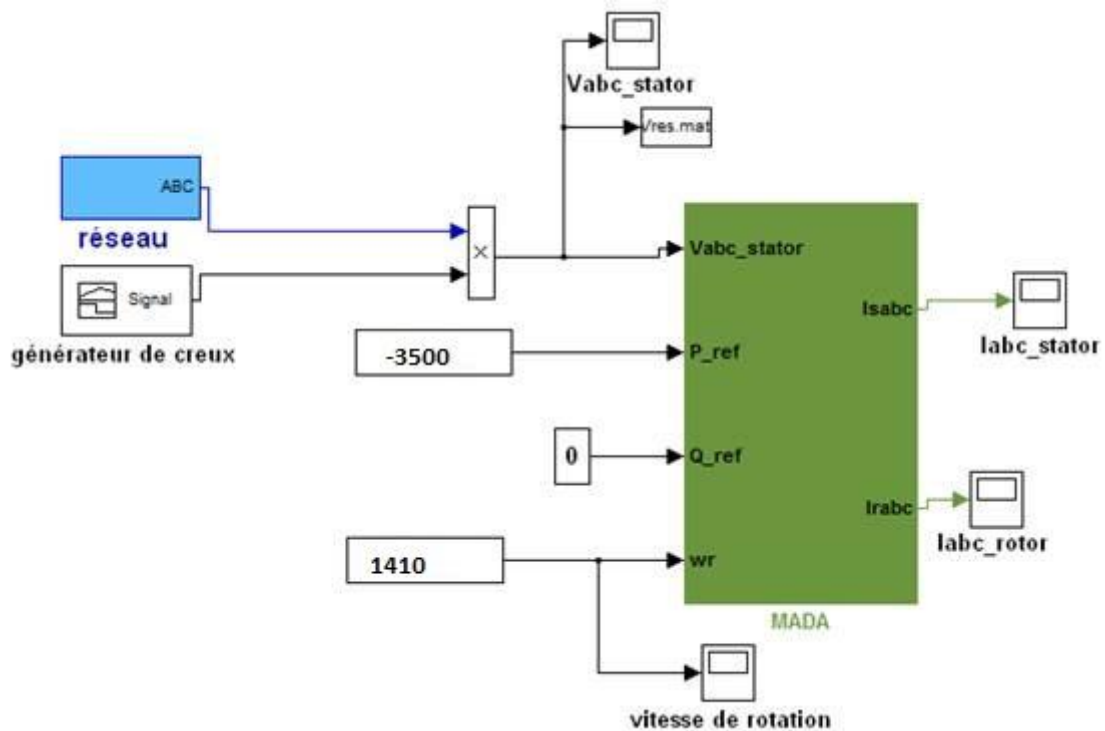 Vabc_stator
Vres.mat
ABC
réseau
×
Signal
générateur de creux
Vabc_stator
Isabc
Iabc_stator
-3500
P_ref
0
Q_ref
Irabc
Iabc_rotor
1410
wr
MADA
vitesse de rotation